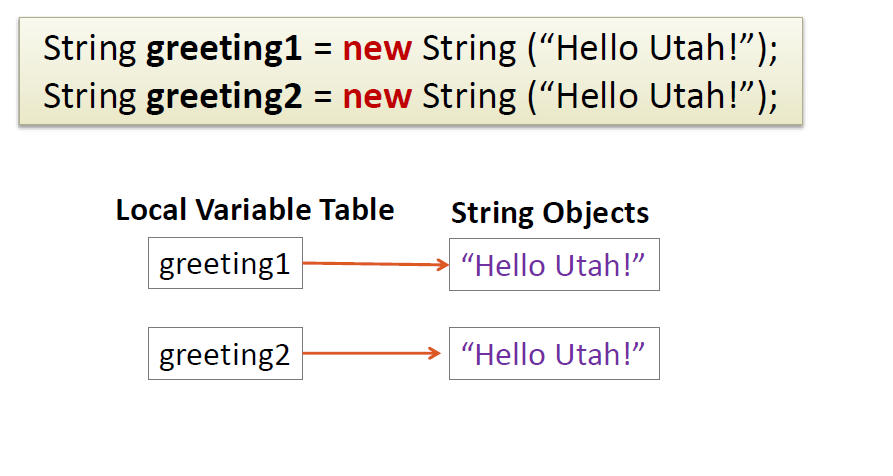 String greeting1 = new String (“Hello Utah!”);
String greeting2 = new String (“Hello Utah!”);
Local Variable Table
String Objects
greeting1
“Hello Utah!”
greeting2
“Hello Utah!”